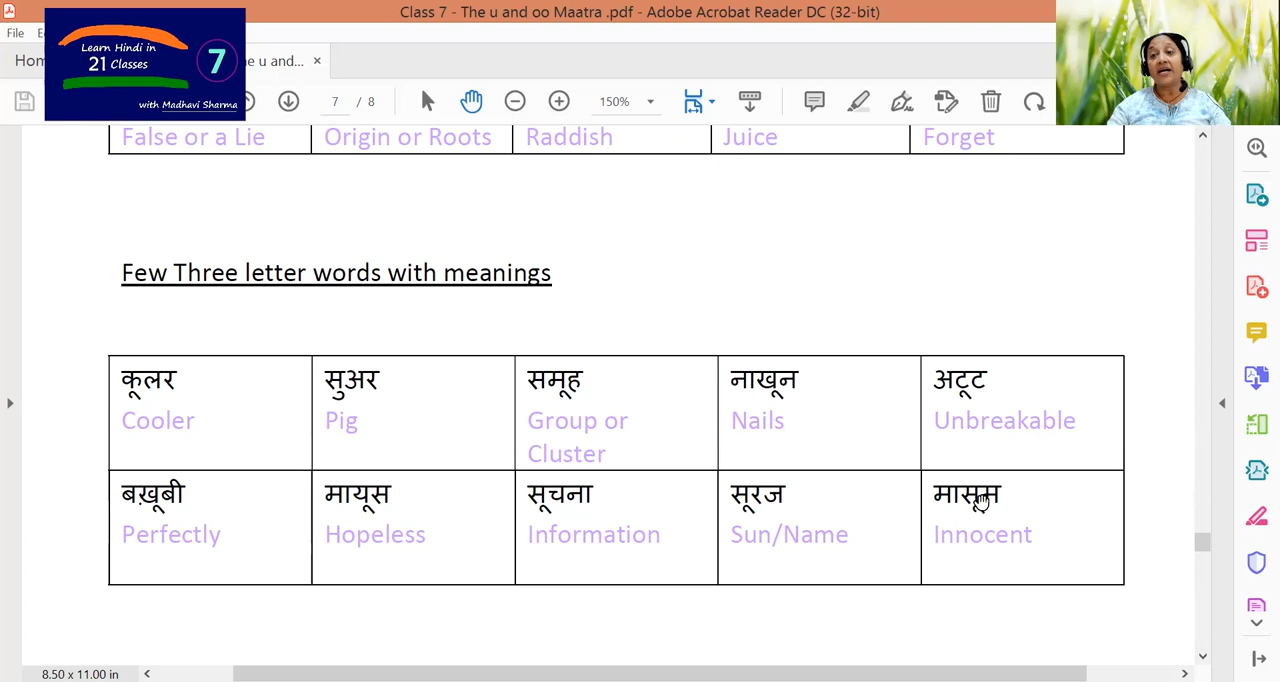 Class 7 - The u and oo Maatra .pdf - Adobe Acrobat Reader DC (32-bit)
File
Learn Hindi in
21 Classes
7
with Madhavi Sharma
e u and...
7 / 8
150%
False or a Lie Origin or Roots Raddish Juice Forget
Few Three letter words with meanings
कूलर सुअर समूह नाखून अटूट
Cooler Pig Group or Nails Unbreakable
Cluster
बख़ूबी मायूस सूचना सूरज मासूम
Perfectly Hopeless Information Sun/Name Innocent
8.50 x 11.00 in